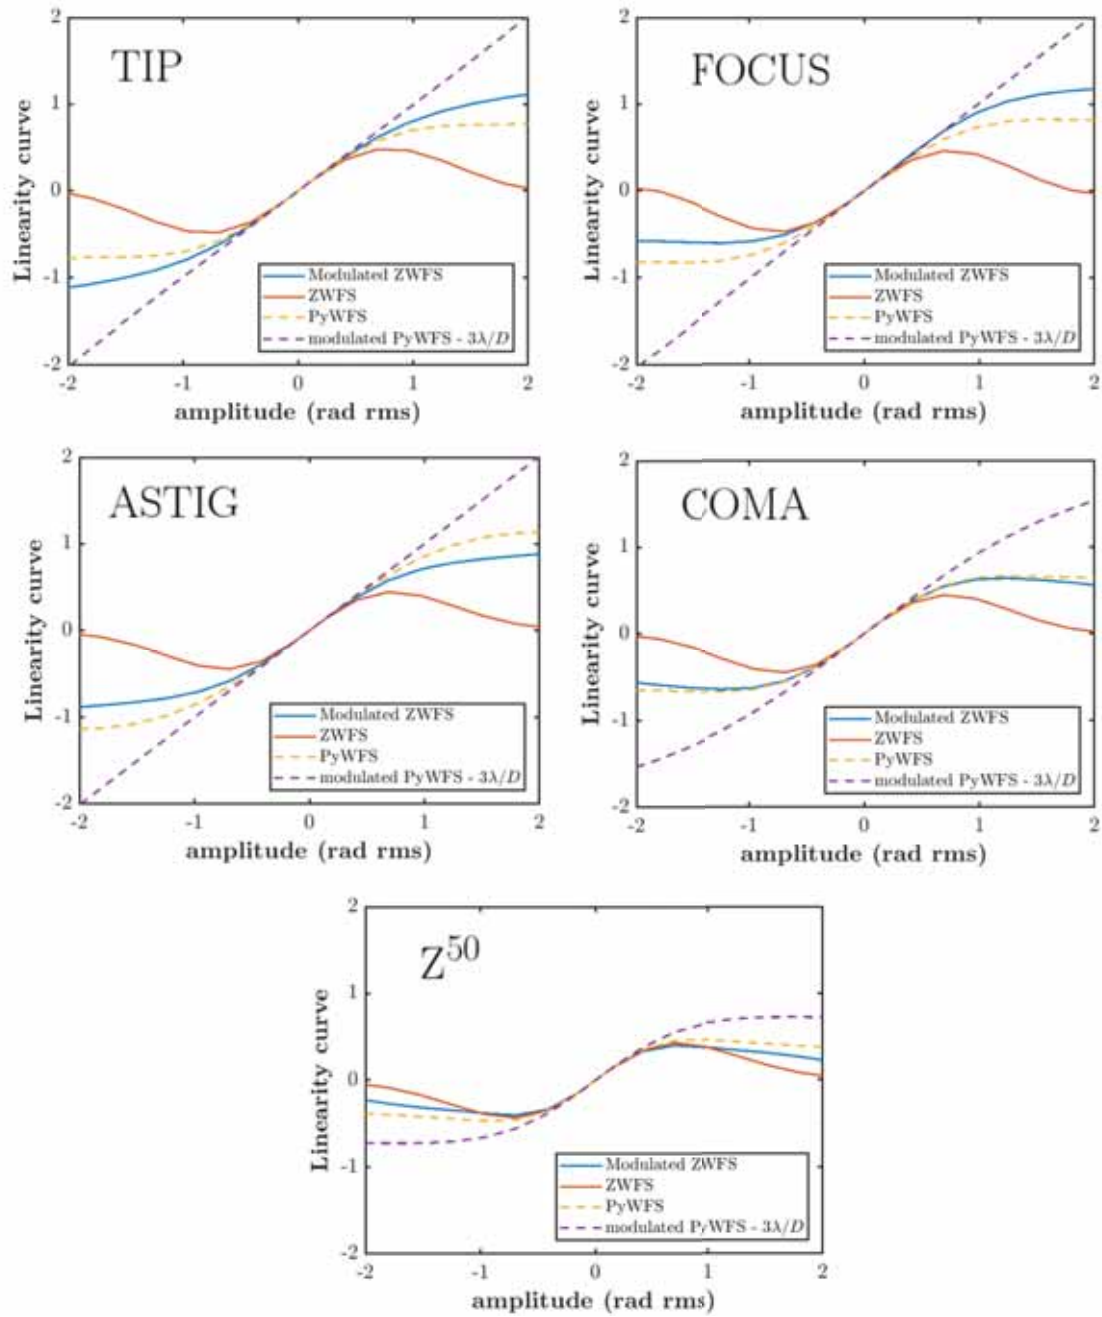 TIP
Linearity curve
2
1
0
-1
-2
Modulated ZWFS
ZWFS
PyWFS
modulated PyWFS - 3λ/D
-2 -1 0 1 2
amplitude (rad rms)
FOCUS
Linearity curve
2
1
0
-1
-2
Modulated ZWFS
ZWFS
PyWFS
modulated PyWFS - 3λ/D
-2 -1 0 1 2
amplitude (rad rms)
ASTIG
Linearity curve
2
1
0
-1
-2
Modulated ZWFS
ZWFS
PyWFS
modulated PyWFS - 3λ/D
-2 -1 0 1 2
amplitude (rad rms)
COMA
Linearity curve
2
1
0
-1
-2
Modulated ZWFS
ZWFS
PyWFS
modulated PyWFS - 3λ/D
-2 -1 0 1 2
amplitude (rad rms)
Z⁵⁰
Linearity curve
2
1
0
-1
-2
Modulated ZWFS
ZWFS
PyWFS
modulated PyWFS - 3λ/D
-2 -1 0 1 2
amplitude (rad rms)